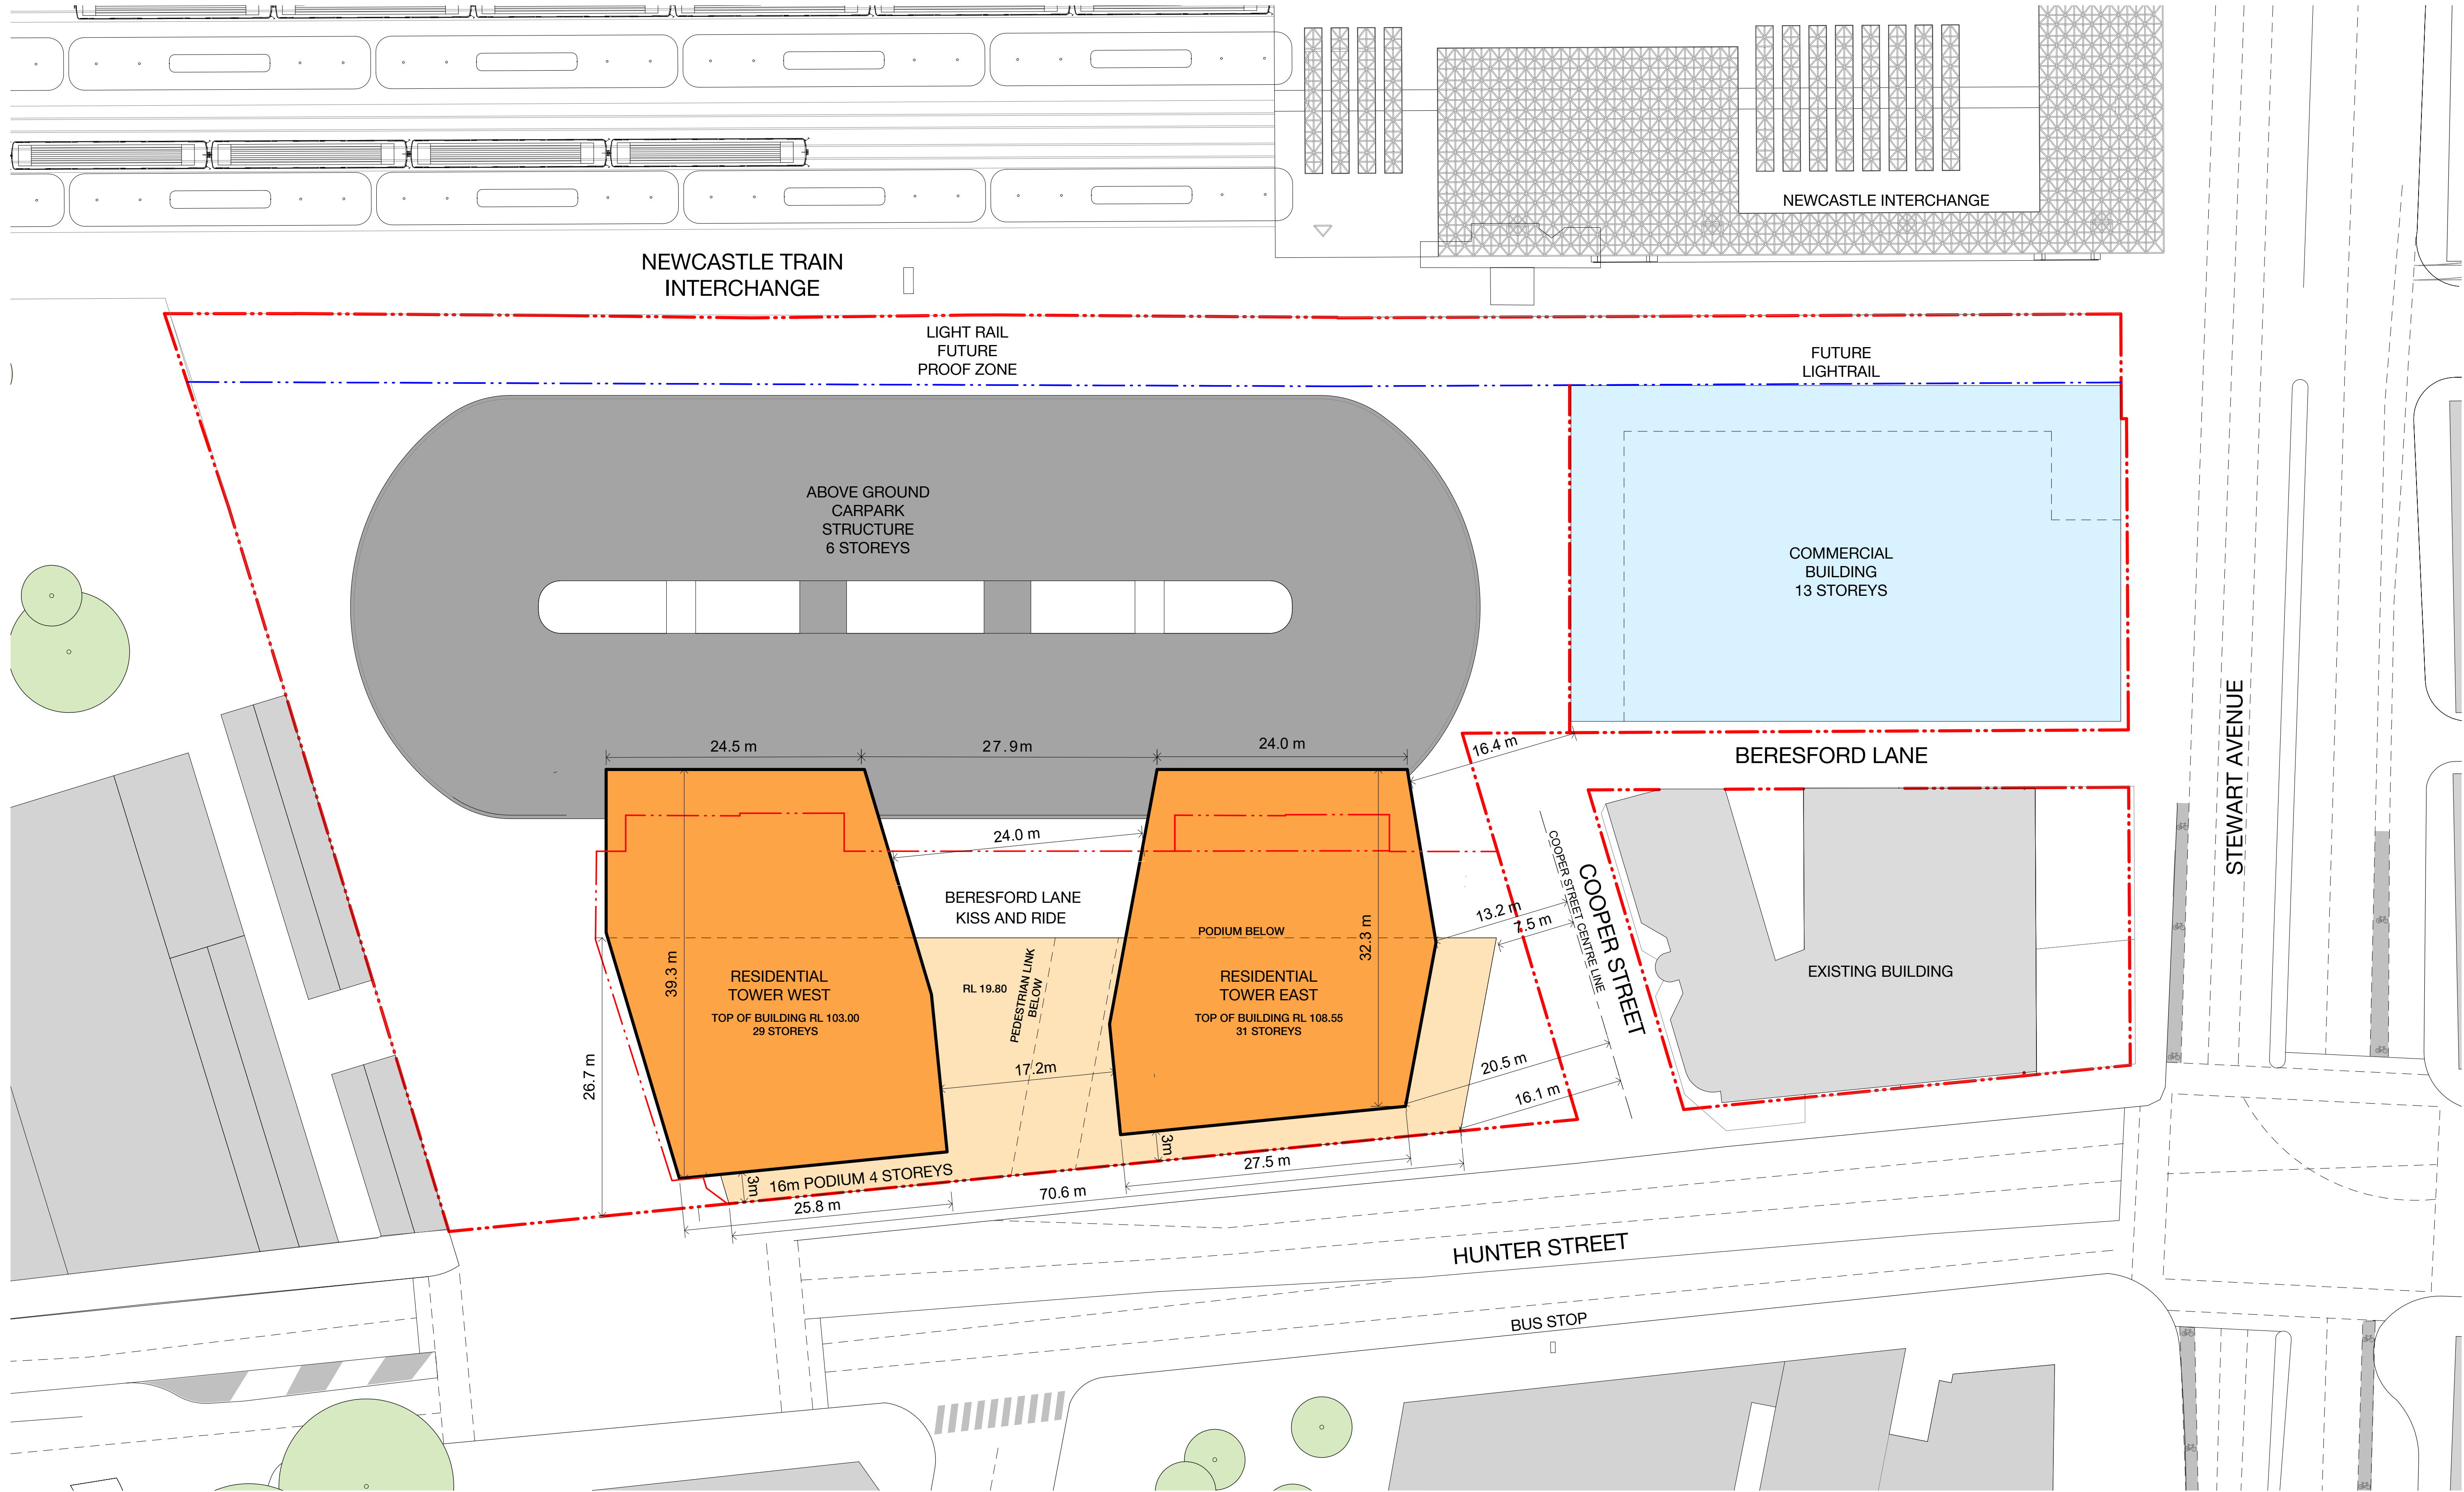 NEWCASTLE INTERCHANGE
NEWCASTLE TRAIN
INTERCHANGE
LIGHT RAIL
FUTURE
PROOF ZONE
FUTURE
LIGHTRAIL
ABOVE GROUND
CARPARK
STRUCTURE
6 STOREYS
COMMERCIAL
BUILDING
13 STOREYS
STEWART AVENUE
24.5 m
27.9m
24.0 m
16.4 m
BERESFORD LANE
24.0 m
BERESFORD LANE
KISS AND RIDE
COOPER STREET CENTRE LINE
COOPER STREET
13.2 m
7.5 m
PODIUM BELOW
39.3 m
32.3 m
RESIDENTIAL
TOWER WEST
TOP OF BUILDING RL 103.00
29 STOREYS
RL 19.80
PEDESTRIAN LINK
BELOW
RESIDENTIAL
TOWER EAST
TOP OF BUILDING RL 108.55
31 STOREYS
EXISTING BUILDING
26.7 m
17.2m
20.5 m
16.1 m
3m
3m
16m PODIUM 4 STOREYS
27.5 m
70.6 m
25.8 m
HUNTER STREET
BUS STOP